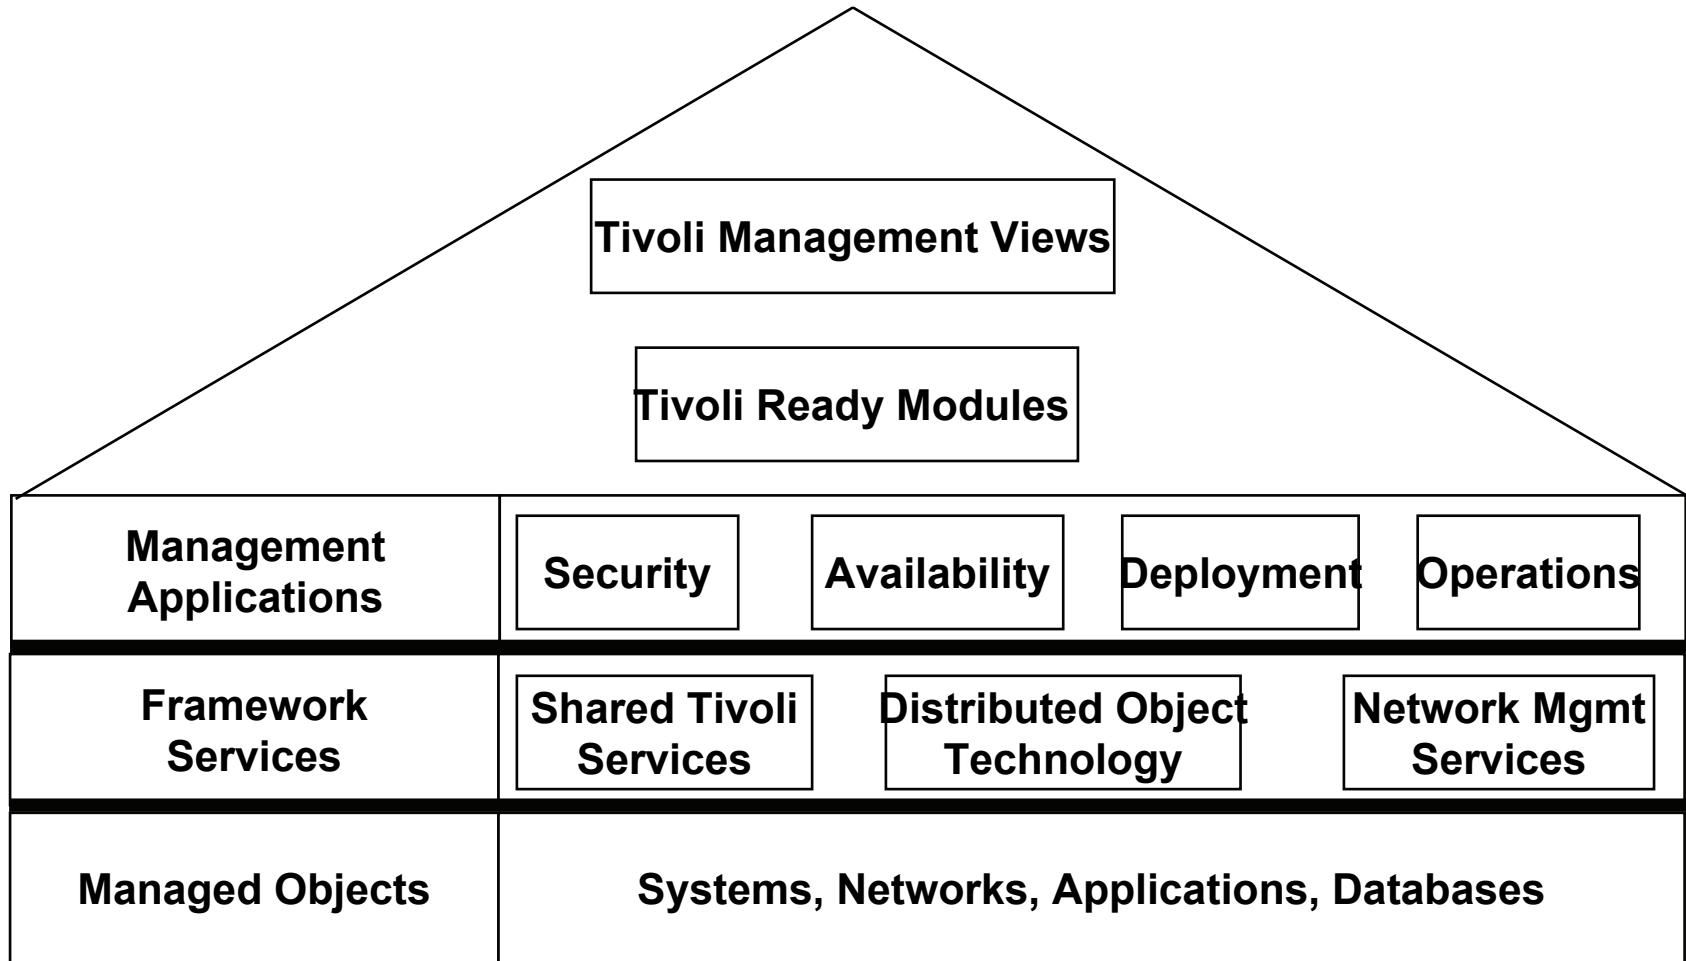 Tivoli Management Views
Tivoli Ready Modules
Management
Applications
Security
Availability
Deployment
Operations
Framework
Services
Shared Tivoli
Services
Distributed Object
Technology
Network Mgmt
Services
Managed Objects
Systems, Networks, Applications, Databases